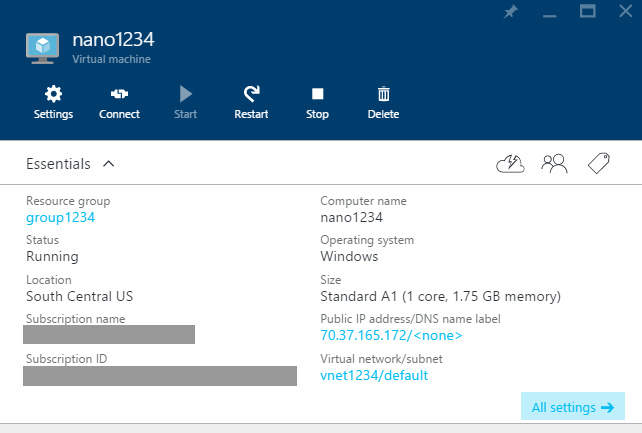 nano1234
Virtual machine
Settings
Connect
Start
Restart
Stop
Delete
Essentials
Resource group
group1234
Status
Running
Location
South Central US
Subscription name
Subscription ID
Computer name
nano1234
Operating system
Windows
Size
Standard A1 (1 core, 1.75 GB memory)
Public IP address/DNS name label
70.37.165.172/<none>
Virtual network/subnet
vnet1234/default
All settings